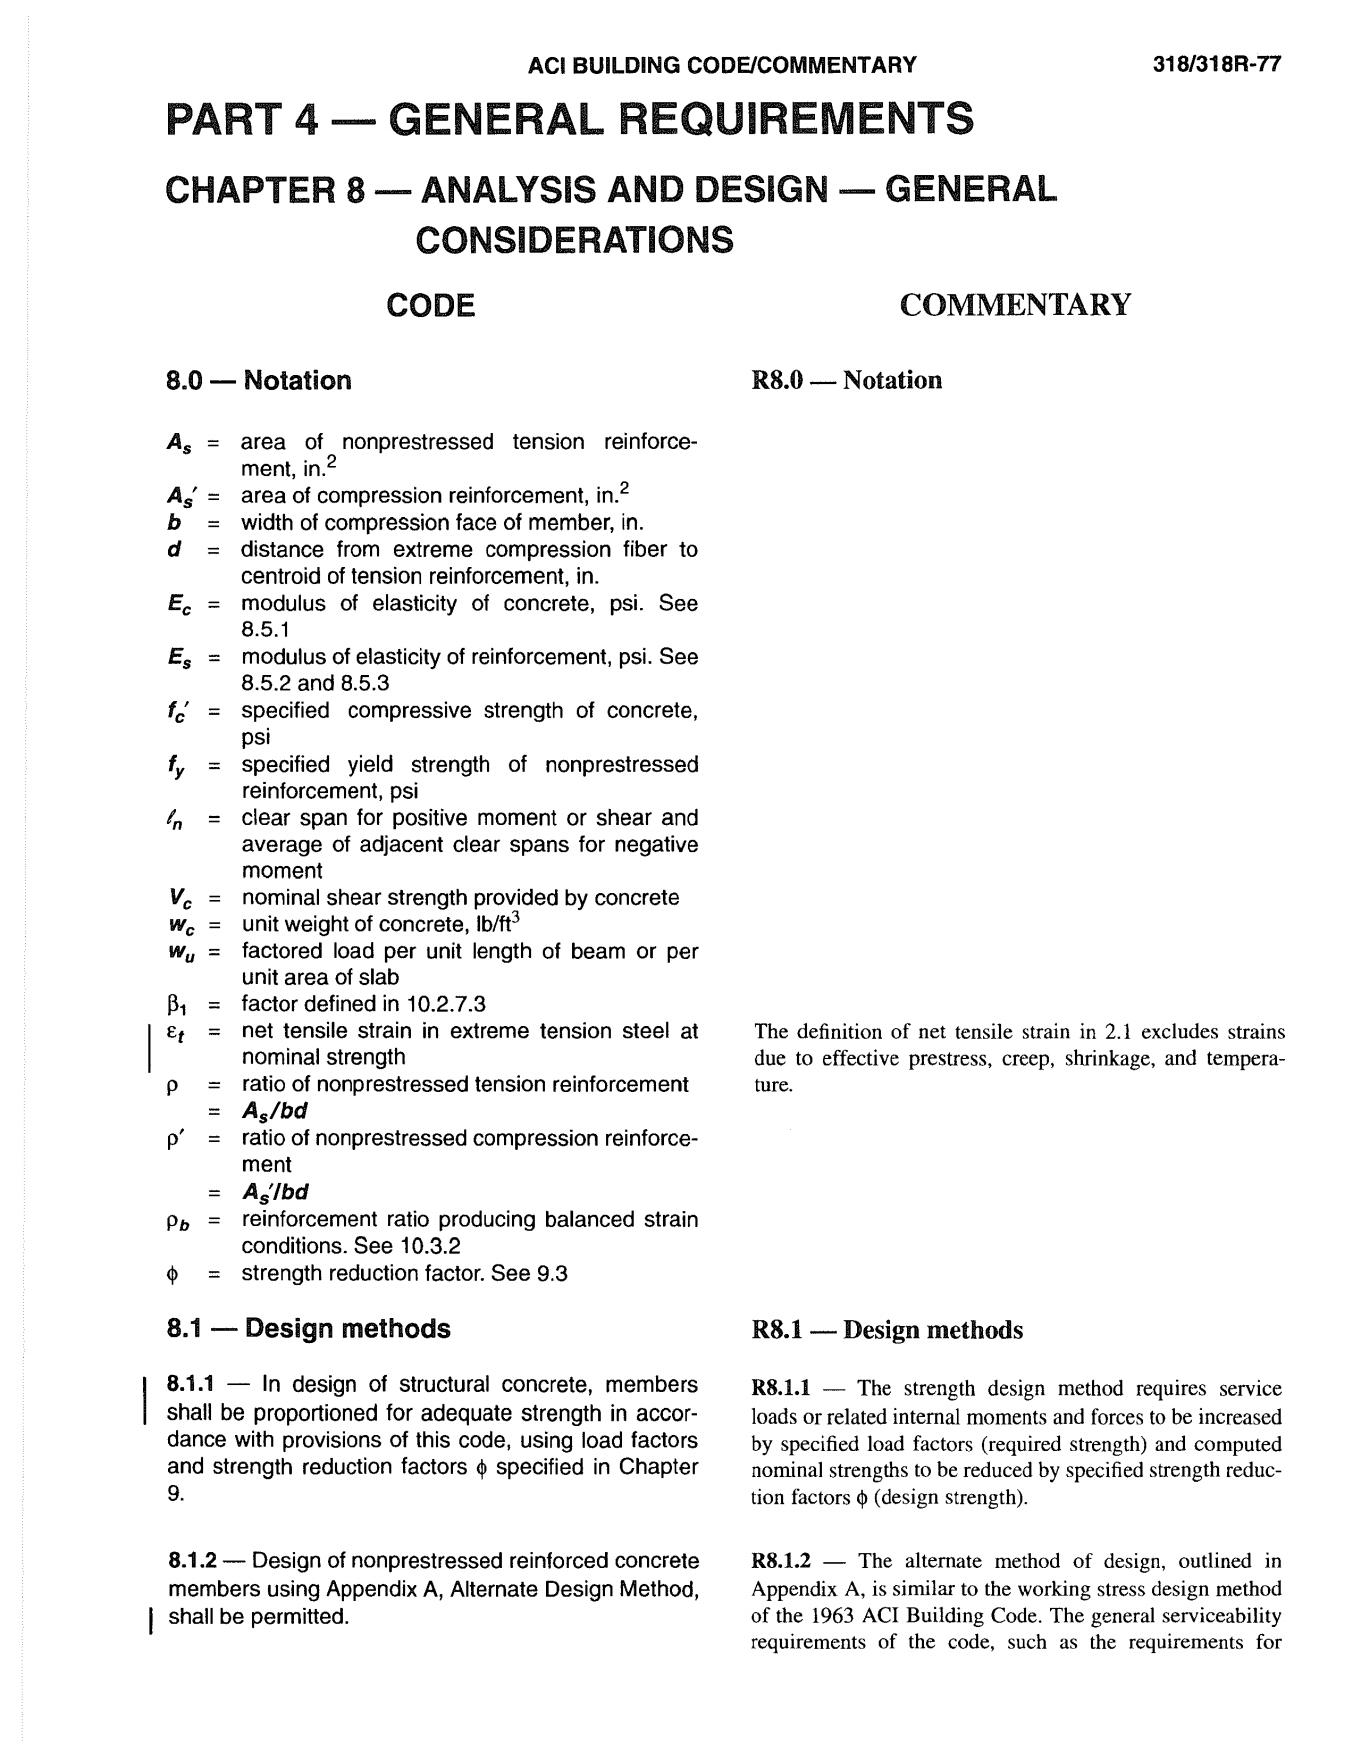 ACI BUILDING CODE/COMMENTARY 318/318R-77
PART 4 — GENERAL REQUIREMENTS
CHAPTER 8 — ANALYSIS AND DESIGN — GENERAL
CONSIDERATIONS
CODE
8.0 — Notation
A_s = area of nonprestressed tension reinforce-
ment, in.²
A_s′ = area of compression reinforcement, in.²
b = width of compression face of member, in.
d = distance from extreme compression fiber to
centroid of tension reinforcement, in.
E_c = modulus of elasticity of concrete, psi. See
8.5.1
E_s = modulus of elasticity of reinforcement, psi. See
8.5.2 and 8.5.3
f_c′ = specified compressive strength of concrete,
psi
f_y = specified yield strength of nonprestressed
reinforcement, psi
ℓ_n = clear span for positive moment or shear and
average of adjacent clear spans for negative
moment
V_c = nominal shear strength provided by concrete
w_c = unit weight of concrete, lb/ft³
w_u = factored load per unit length of beam or per
unit area of slab
β₁ = factor defined in 10.2.7.3
ε_t = net tensile strain in extreme tension steel at
nominal strength
ρ = ratio of nonprestressed tension reinforcement
= A_s/bd
ρ′ = ratio of nonprestressed compression reinforce-
ment
= A_s′/bd
ρ_b = reinforcement ratio producing balanced strain
conditions. See 10.3.2
ϕ = strength reduction factor. See 9.3
8.1 — Design methods
8.1.1 — In design of structural concrete, members
shall be proportioned for adequate strength in accor-
dance with provisions of this code, using load factors
and strength reduction factors ϕ specified in Chapter
9.
8.1.2 — Design of nonprestressed reinforced concrete
members using Appendix A, Alternate Design Method,
shall be permitted.
COMMENTARY
R8.0 — Notation
The definition of net tensile strain in 2.1 excludes strains
due to effective prestress, creep, shrinkage, and tempera-
ture.
R8.1 — Design methods
R8.1.1 — The strength design method requires service
loads or related internal moments and forces to be increased
by specified load factors (required strength) and computed
nominal strengths to be reduced by specified strength reduc-
tion factors ϕ (design strength).
R8.1.2 — The alternate method of design, outlined in
Appendix A, is similar to the working stress design method
of the 1963 ACI Building Code. The general serviceability
requirements of the code, such as the requirements for